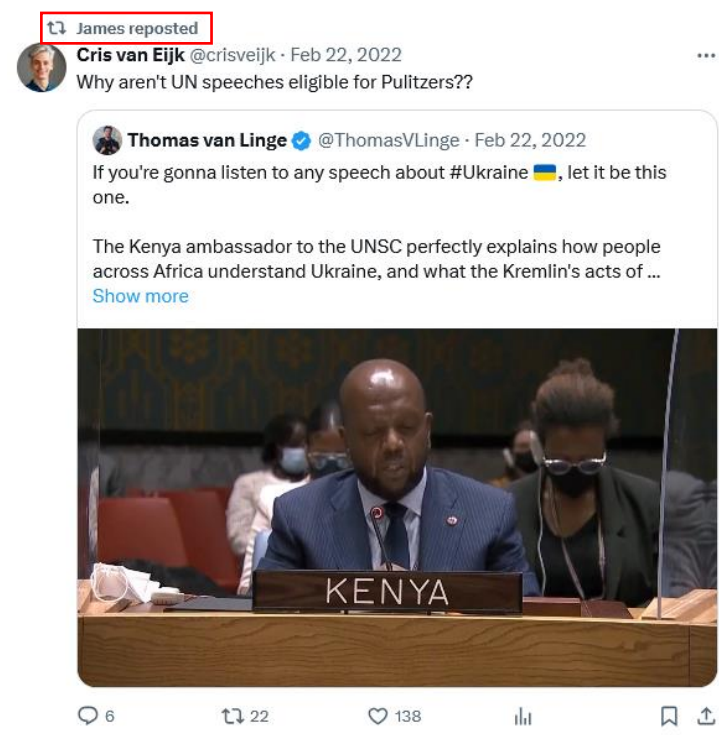 James reposted
Cris van Eijk @crisveijk · Feb 22, 2022
Why aren't UN speeches eligible for Pulitzers??
Thomas van Linge @ThomasVLinge · Feb 22, 2022
If you're gonna listen to any speech about #Ukraine 🇺🇦, let it be this
one.
The Kenya ambassador to the UNSC perfectly explains how people
across Africa understand Ukraine, and what the Kremlin's acts of ...
Show more
KENYA
6 22 138